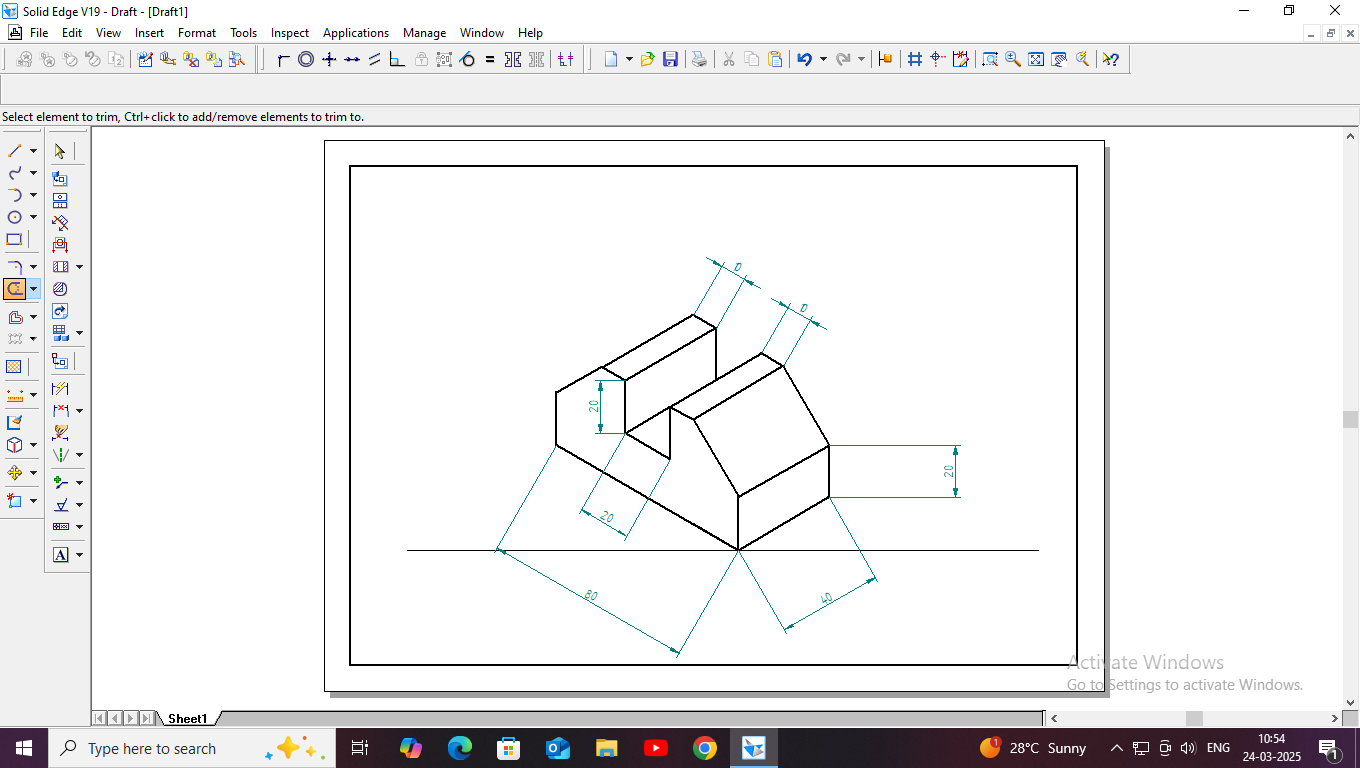 Solid Edge V19 - Draft - [Draft1]
File Edit View Insert Format Tools Inspect Applications Manage Window Help
Select element to trim, Ctrl+click to add/remove elements to trim to.
D
D
20
20
20
80
40
A
Activate Windows
Go to Settings to activate Windows.
Sheet1
Type here to search
1
28°C Sunny
ENG
10:54
24-03-2025
1